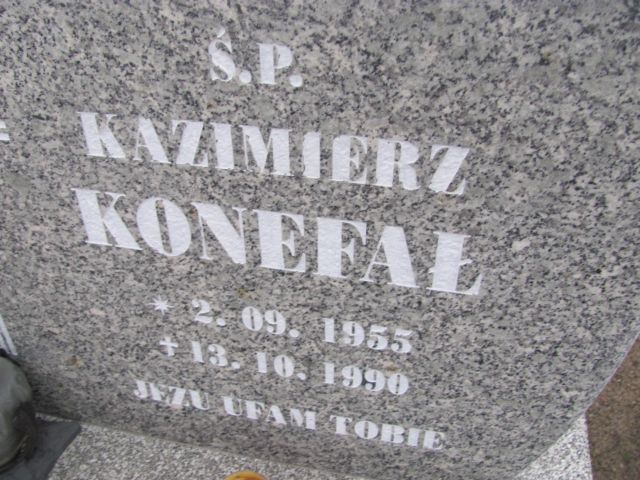 Ś.P.
KAZIMIERZ
KONEFAŁ
* 2. 09. 1955
+ 13. 10. 1990
JEZU UFAM TOBIE